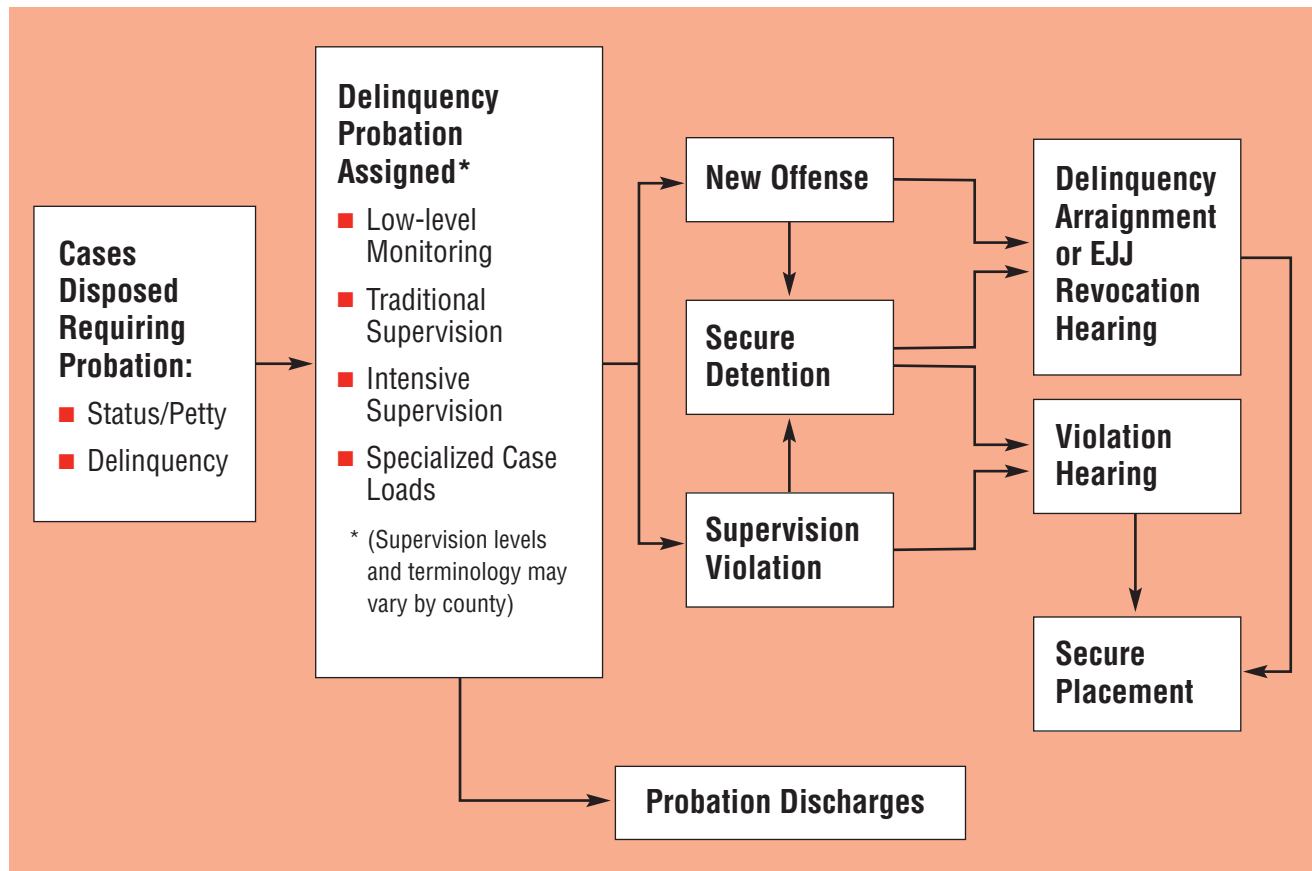 Cases
Disposed
Requiring
Probation:
■ Status/Petty
■ Delinquency
Delinquency
Probation
Assigned*
■ Low-level
Monitoring
■ Traditional
Supervision
■ Intensive
Supervision
■ Specialized Case
Loads
* (Supervision levels
and terminology may
vary by county)
New Offense
Secure
Detention
Supervision
Violation
Delinquency
Arraignment
or EJJ
Revocation
Hearing
Violation
Hearing
Secure
Placement
Probation Discharges